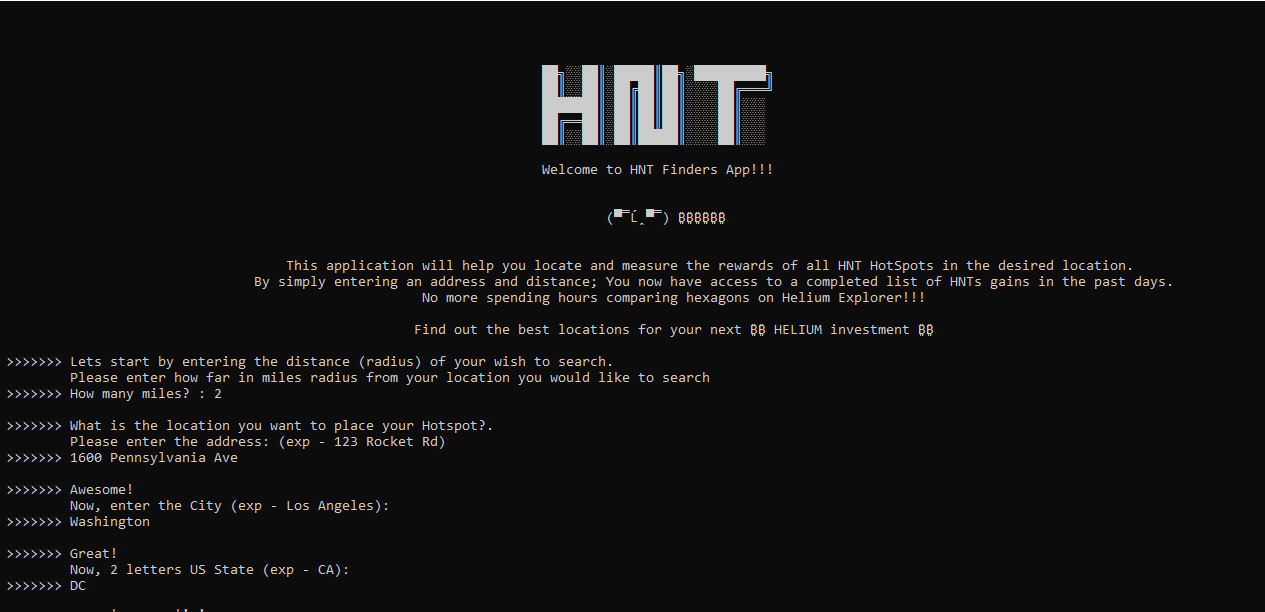 HNT
Welcome to HNT Finders App!!!
(▀̿Ĺ̯▀̿ ̿) ₿₿₿₿₿₿
This application will help you locate and measure the rewards of all HNT HotSpots in the desired location.
By simply entering an address and distance; You now have access to a completed list of HNTs gains in the past days.
No more spending hours comparing hexagons on Helium Explorer!!!
Find out the best locations for your next ₿₿ HELIUM investment ₿₿
>>>>>>> Lets start by entering the distance (radius) of your wish to search.
Please enter how far in miles radius from your location you would like to search
>>>>>>> How many miles? : 2
>>>>>>> What is the location you want to place your Hotspot?.
Please enter the address: (exp - 123 Rocket Rd)
>>>>>>> 1600 Pennsylvania Ave
>>>>>>> Awesome!
Now, enter the City (exp - Los Angeles):
>>>>>>> Washington
>>>>>>> Great!
Now, 2 letters US State (exp - CA):
>>>>>>> DC